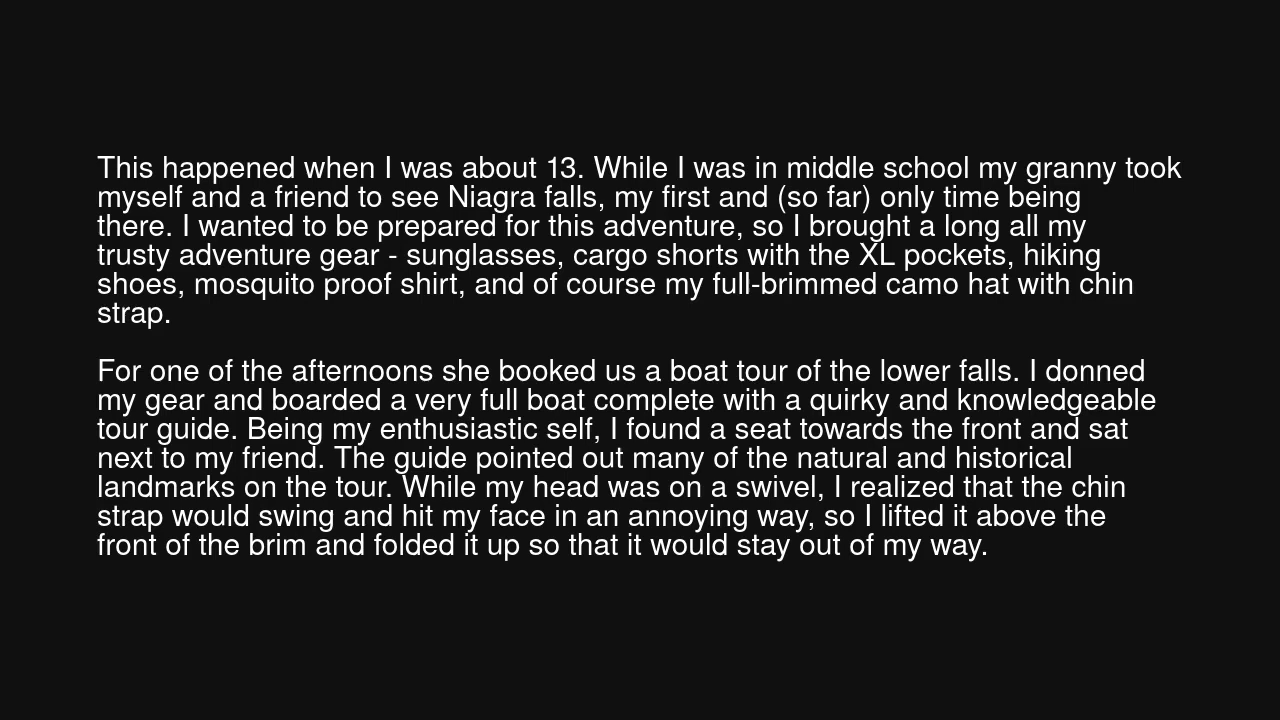 This happened when I was about 13. While I was in middle school my granny took
myself and a friend to see Niagra falls, my first and (so far) only time being
there. I wanted to be prepared for this adventure, so I brought a long all my
trusty adventure gear - sunglasses, cargo shorts with the XL pockets, hiking
shoes, mosquito proof shirt, and of course my full-brimmed camo hat with chin
strap.

For one of the afternoons she booked us a boat tour of the lower falls. I donned
my gear and boarded a very full boat complete with a quirky and knowledgeable
tour guide. Being my enthusiastic self, I found a seat towards the front and sat
next to my friend. The guide pointed out many of the natural and historical
landmarks on the tour. While my head was on a swivel, I realized that the chin
strap would swing and hit my face in an annoying way, so I lifted it above the
front of the brim and folded it up so that it would stay out of my way.